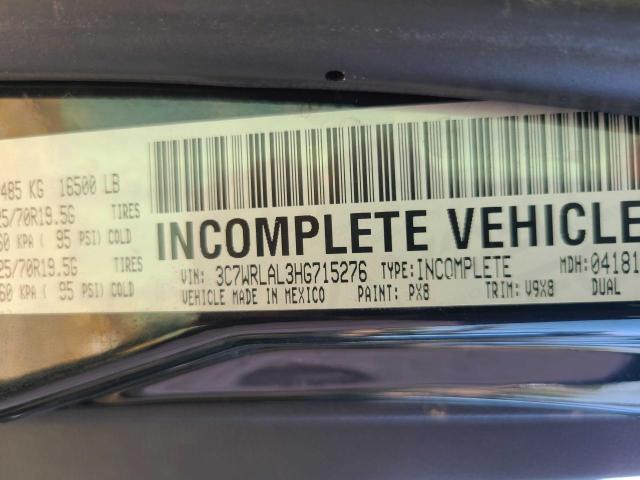 485 KG 16500 LB
25/70R19.5G TIRES
60 KPA ( 95 PSI) COLD
25/70R19.5G TIRES
60 KPA ( 95 PSI) COLD
INCOMPLETE VEHICLE
VIN: 3C7WRLAL3HG715276 TYPE: INCOMPLETE MDH: 04181
VEHICLE MADE IN MEXICO PAINT: PX8 TRIM: V9X8 DUAL